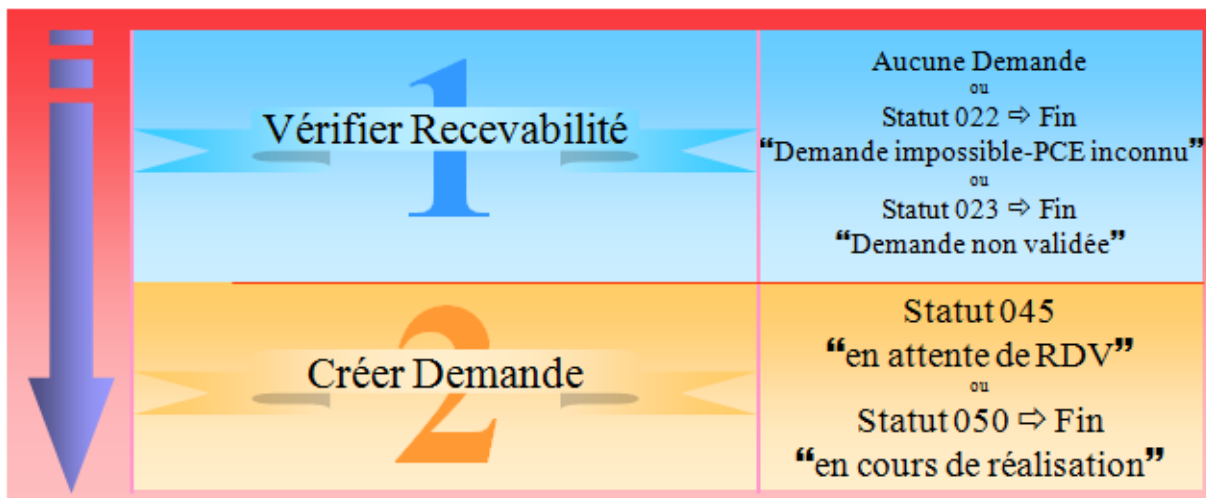 1
Vérifier Recevabilité
Aucune Demande
ou
Statut 022 ⇨ Fin
“Demande impossible-PCE inconnu”
ou
Statut 023 ⇨ Fin
“Demande non validée”
2
Créer Demande
Statut 045
“en attente de RDV”
ou
Statut 050 ⇨ Fin
“en cours de réalisation”